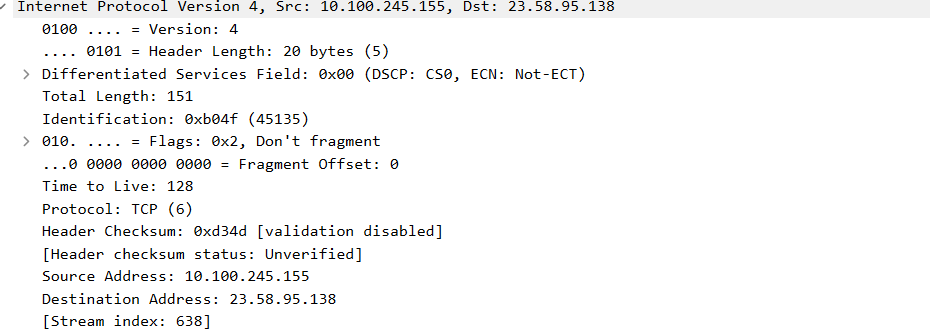 Internet Protocol Version 4, Src: 10.100.245.155, Dst: 23.58.95.138
0100 .... = Version: 4
.... 0101 = Header Length: 20 bytes (5)
Differentiated Services Field: 0x00 (DSCP: CS0, ECN: Not-ECT)
Total Length: 151
Identification: 0xb04f (45135)
010. .... = Flags: 0x2, Don't fragment
...0 0000 0000 0000 = Fragment Offset: 0
Time to Live: 128
Protocol: TCP (6)
Header Checksum: 0xd34d [validation disabled]
[Header checksum status: Unverified]
Source Address: 10.100.245.155
Destination Address: 23.58.95.138
[Stream index: 638]